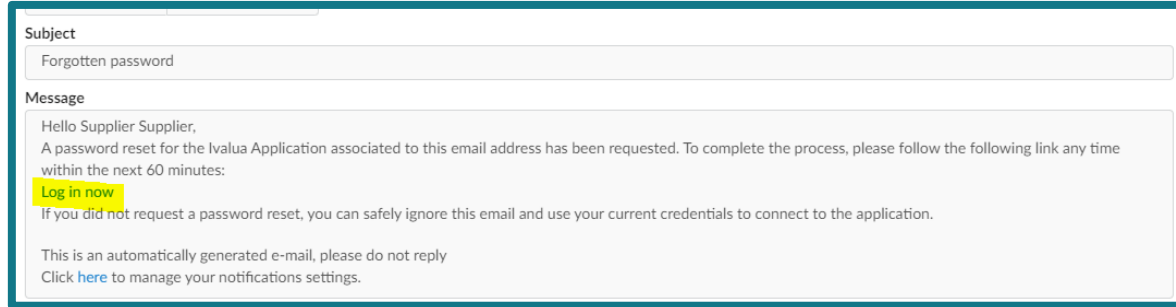 Subject
Forgotten password
Message
Hello Supplier Supplier,
A password reset for the Ivalua Application associated to this email address has been requested. To complete the process, please follow the following link any time
within the next 60 minutes:
Log in now
If you did not request a password reset, you can safely ignore this email and use your current credentials to connect to the application.
This is an automatically generated e-mail, please do not reply
Click here to manage your notifications settings.